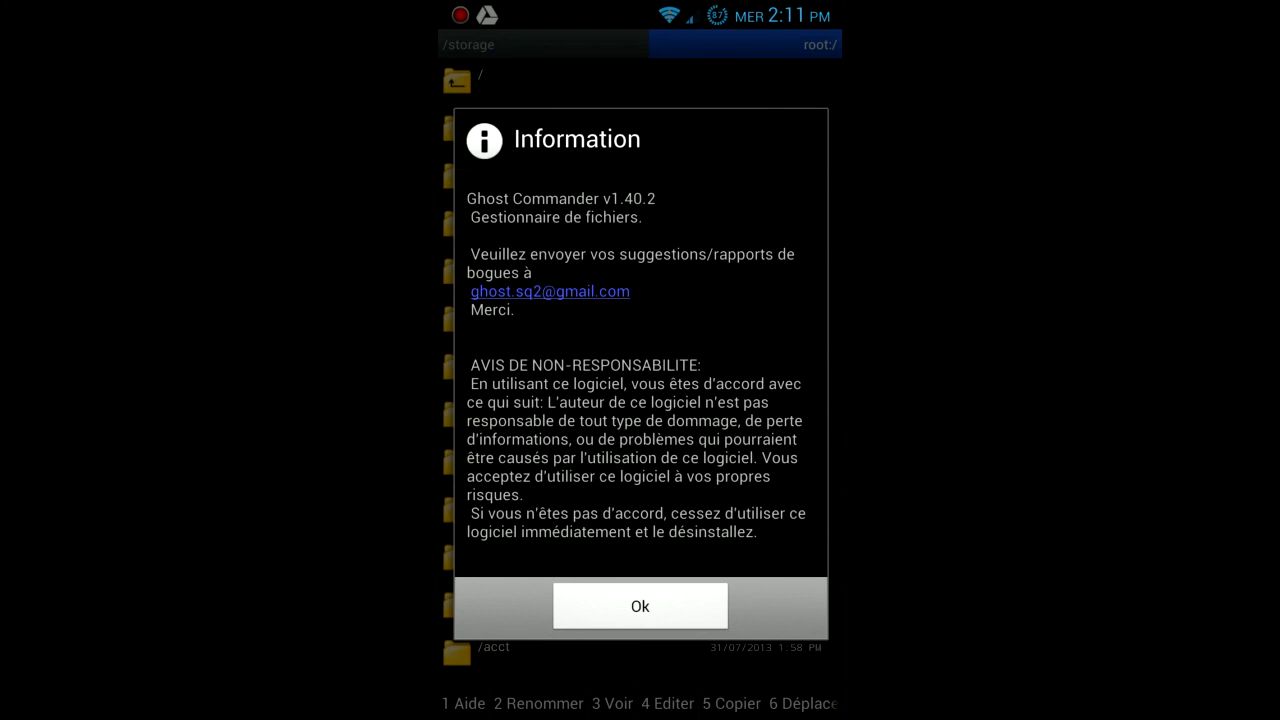 87 MER 2:11 PM
/storage root:/
/
Information
Ghost Commander v1.40.2
Gestionnaire de fichiers.
Veuillez envoyer vos suggestions/rapports de
bogues à
ghost.sq2@gmail.com
Merci.
AVIS DE NON-RESPONSABILITE:
En utilisant ce logiciel, vous êtes d'accord avec
ce qui suit: L'auteur de ce logiciel n'est pas
responsable de tout type de dommage, de perte
d'informations, ou de problèmes qui pourraient
être causés par l'utilisation de ce logiciel. Vous
acceptez d'utiliser ce logiciel à vos propres
risques.
Si vous n'êtes pas d'accord, cessez d'utiliser ce
logiciel immédiatement et le désinstallez.
Ok
/acct 31/07/2013 1:58 PM
1 Aide 2 Renommer 3 Voir 4 Editer 5 Copier 6 Déplace